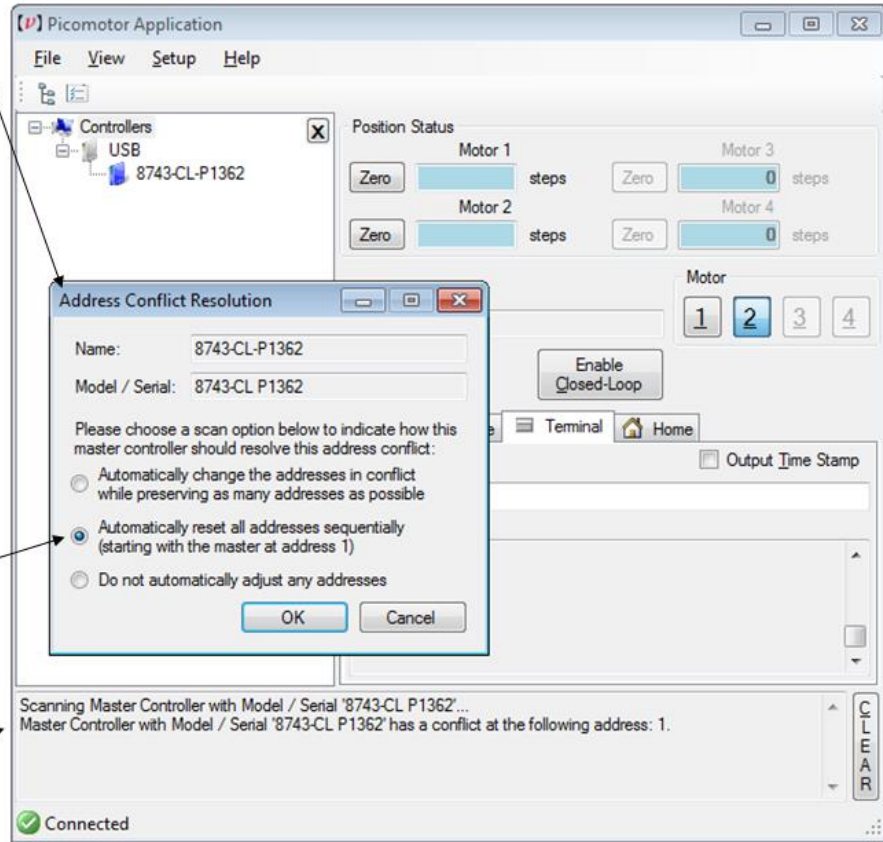 Picomotor Application
File View Setup Help
Controllers
USB
8743-CL-P1362
X
Position Status
Motor 1
Motor 3
Zero
steps
Zero
0
steps
Motor 2
Motor 4
Zero
steps
Zero
0
steps
Motor
1 2 3 4
Enable
Closed-Loop
Terminal
Home
Output Time Stamp
Address Conflict Resolution
Name: 8743-CL-P1362
Model / Serial: 8743-CL P1362
Please choose a scan option below to indicate how this
master controller should resolve this address conflict:
Automatically change the addresses in conflict
while preserving as many addresses as possible
Automatically reset all addresses sequentially
(starting with the master at address 1)
Do not automatically adjust any addresses
OK
Cancel
Scanning Master Controller with Model / Serial '8743-CL P1362'...
Master Controller with Model / Serial '8743-CL P1362' has a conflict at the following address: 1.
CLEAR
Connected